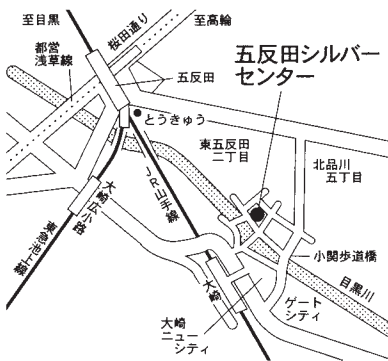 至目黒
桜田通り
至高輪
都営
浅草線
五反田
五反田シルバー
センター
とうきゅう
東五反田
二丁目
北品川
五丁目
JR山手線
大崎広小路
東急池上線
小関歩道橋
目黒川
大崎
ゲート
シティ
大崎
ニュー
シティ